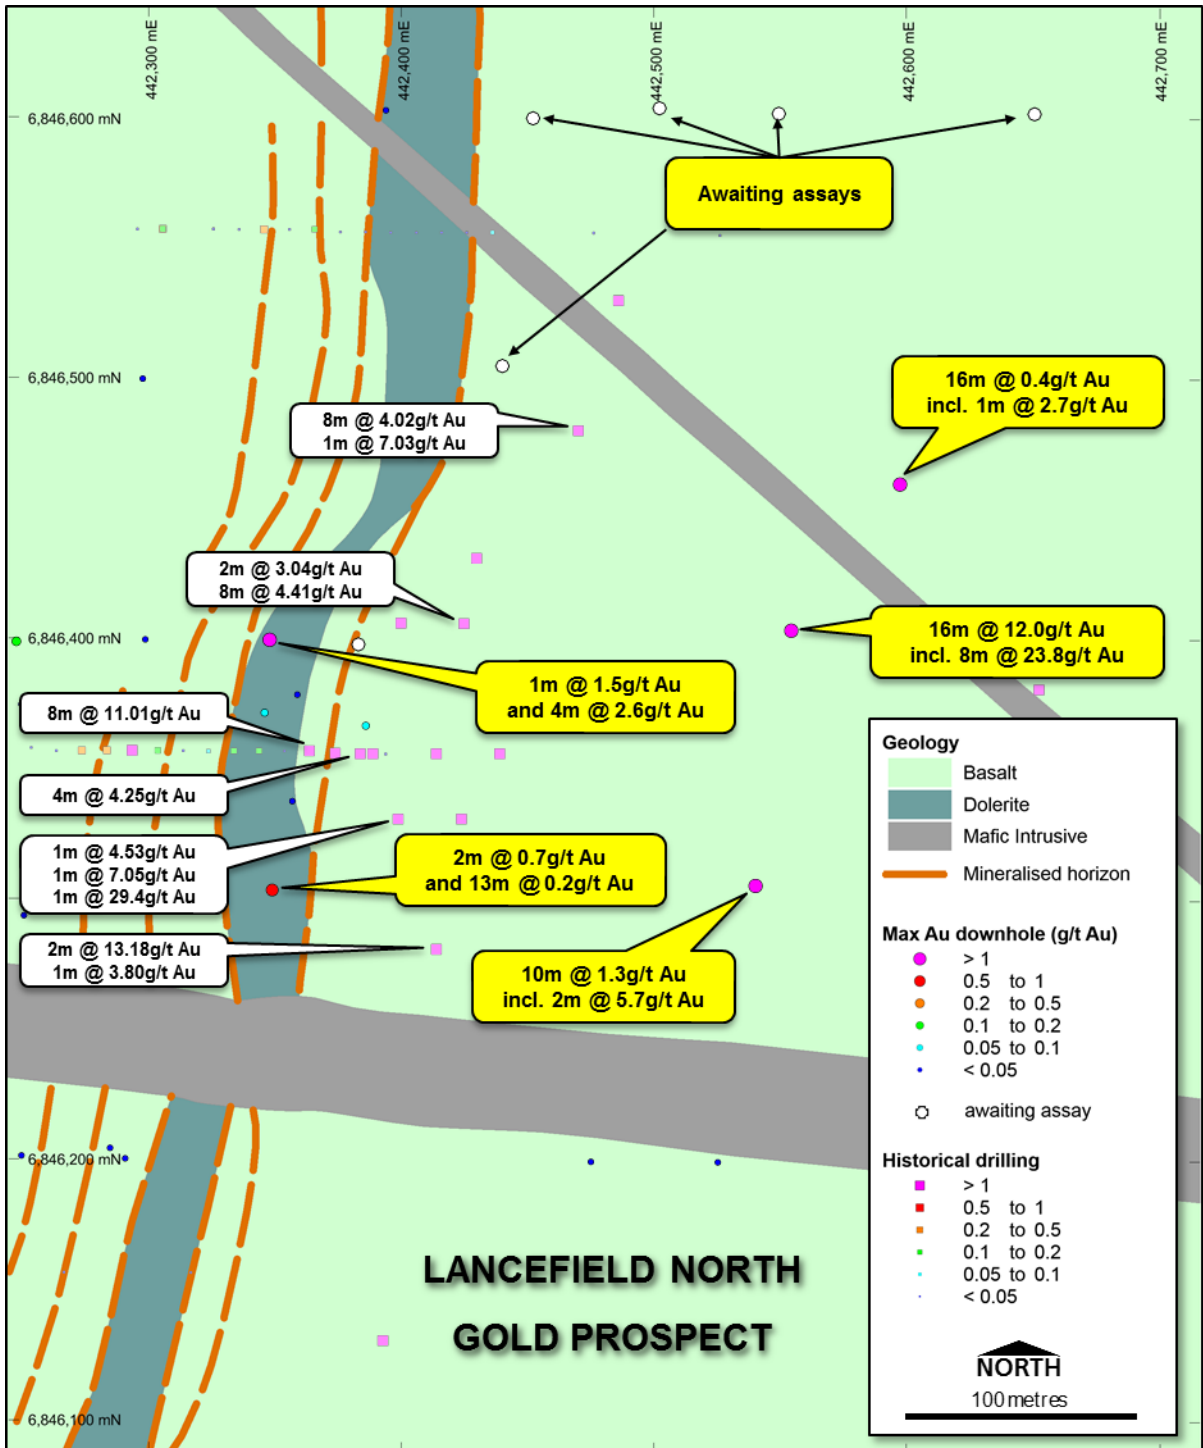 442,300 mE
442,400 mE
442,500 mE
442,600 mE
442,700 mE
6,846,600 mN
Awaiting assays
6,846,500 mN
16m @ 0.4g/t Au
incl. 1m @ 2.7g/t Au
8m @ 4.02g/t Au
1m @ 7.03g/t Au
2m @ 3.04g/t Au
8m @ 4.41g/t Au
6,846,400 mN
16m @ 12.0g/t Au
incl. 8m @ 23.8g/t Au
1m @ 1.5g/t Au
and 4m @ 2.6g/t Au
8m @ 11.01g/t Au
4m @ 4.25g/t Au
1m @ 4.53g/t Au
1m @ 7.05g/t Au
1m @ 29.4g/t Au
2m @ 0.7g/t Au
and 13m @ 0.2g/t Au
2m @ 13.18g/t Au
1m @ 3.80g/t Au
10m @ 1.3g/t Au
incl. 2m @ 5.7g/t Au
6,846,200 mN
6,846,100 mN
LANCEFIELD NORTH
GOLD PROSPECT
Geology
Basalt
Dolerite
Mafic Intrusive
Mineralised horizon
Max Au downhole (g/t Au)
> 1
0.5 to 1
0.2 to 0.5
0.1 to 0.2
0.05 to 0.1
< 0.05
awaiting assay
Historical drilling
> 1
0.5 to 1
0.2 to 0.5
0.1 to 0.2
0.05 to 0.1
< 0.05
NORTH
100 metres